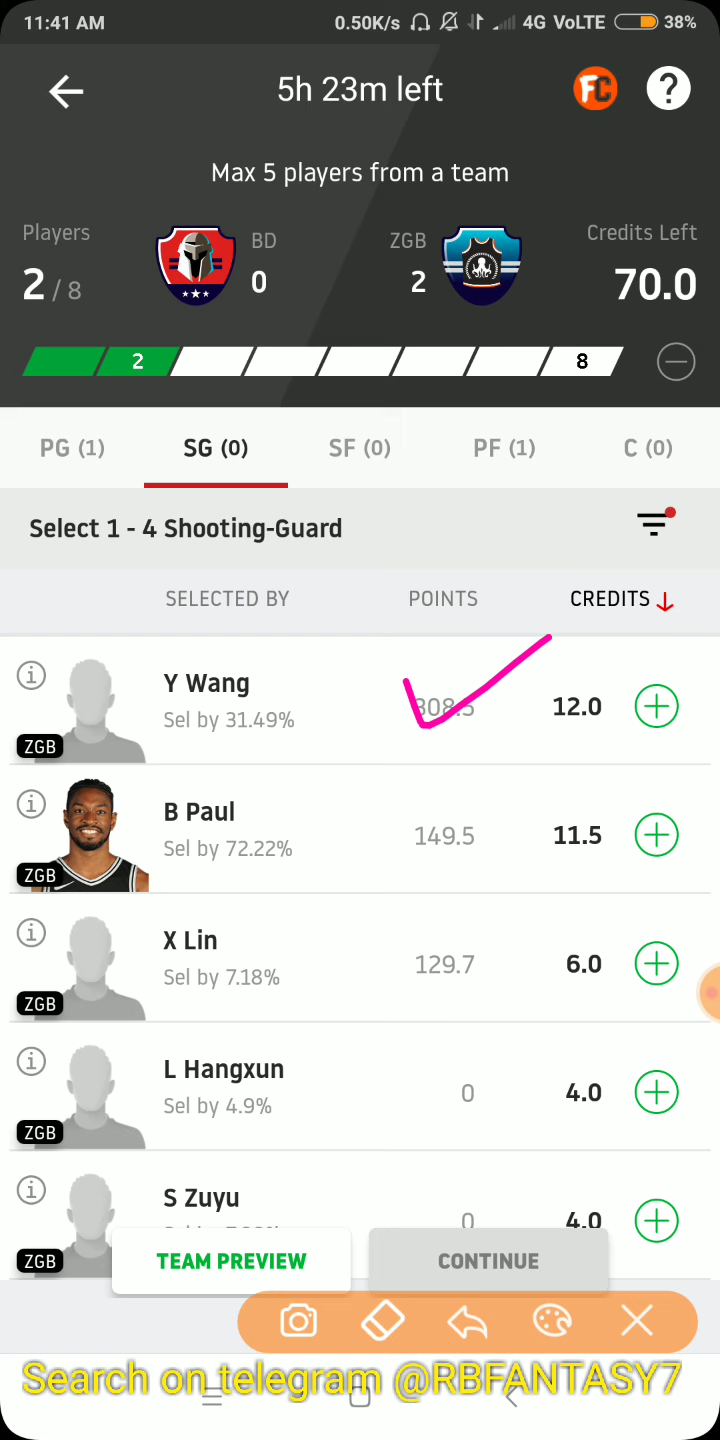 11:41 AM 0.50K/s 4G VoLTE 38%
5h 23m left FC ?
Max 5 players from a team
Players BD ZGB Credits Left
2 / 8 0 2 70.0
2 8
PG (1) SG (0) SF (0) PF (1) C (0)
Select 1 - 4 Shooting-Guard
SELECTED BY POINTS CREDITS
Y Wang
308.5 12.0
Sel by 31.49%
ZGB
B Paul
149.5 11.5
Sel by 72.22%
ZGB
X Lin
129.7 6.0
Sel by 7.18%
ZGB
L Hangxun
0 4.0
Sel by 4.9%
ZGB
S Zuyu
0 4.0
ZGB
TEAM PREVIEW CONTINUE
Search on telegram @RBFANTASY7